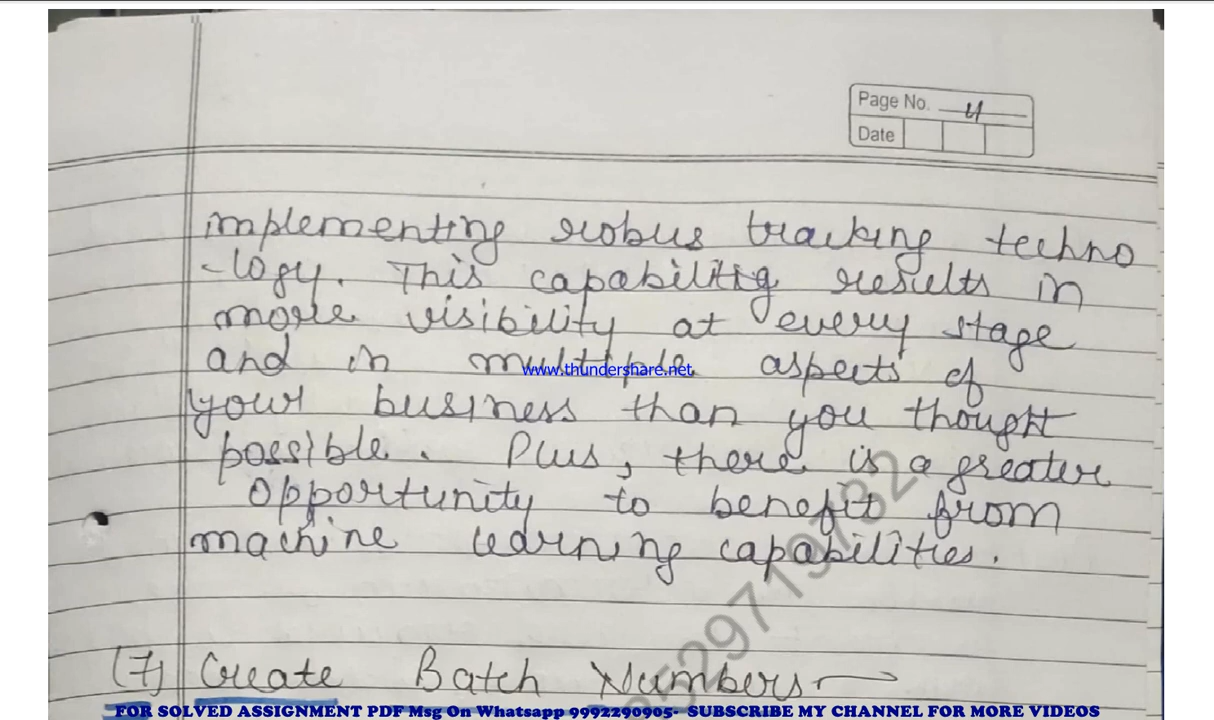 Page No. 4
Date
implementing robus tracking techno
-logy. This capability results in
more visibility at every stage
and in multiple aspects of
www.thundershare.net
your business than you thought
possible. Plus, there is a greater
opportunity to benefit from
machine learning capabilities.
(7) Create Batch Numbers
FOR SOLVED ASSIGNMENT PDF Msg On Whatsapp 9992290905- SUBSCRIBE MY CHANNEL FOR MORE VIDEOS